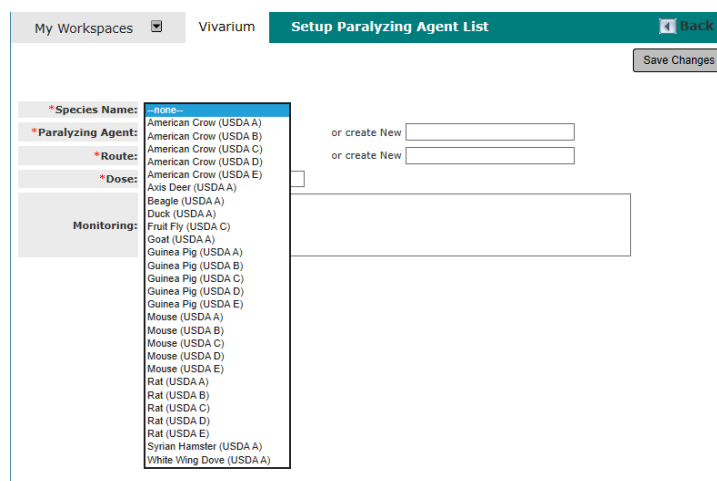 My Workspaces Vivarium Setup Paralyzing Agent List Back
Save Changes
*Species Name: --none--
American Crow (USDA A)
*Paralyzing Agent: American Crow (USDA B) or create New
American Crow (USDA C)
*Route: American Crow (USDA D) or create New
American Crow (USDA E)
*Dose: Axis Deer (USDA A)
Beagle (USDA A)
Duck (USDA A)
Monitoring: Fruit Fly (USDA C)
Goat (USDA A)
Guinea Pig (USDA A)
Guinea Pig (USDA B)
Guinea Pig (USDA C)
Guinea Pig (USDA D)
Guinea Pig (USDA E)
Mouse (USDA A)
Mouse (USDA B)
Mouse (USDA C)
Mouse (USDA D)
Mouse (USDA E)
Rat (USDA A)
Rat (USDA B)
Rat (USDA C)
Rat (USDA D)
Rat (USDA E)
Syrian Hamster (USDA A)
White Wing Dove (USDA A)